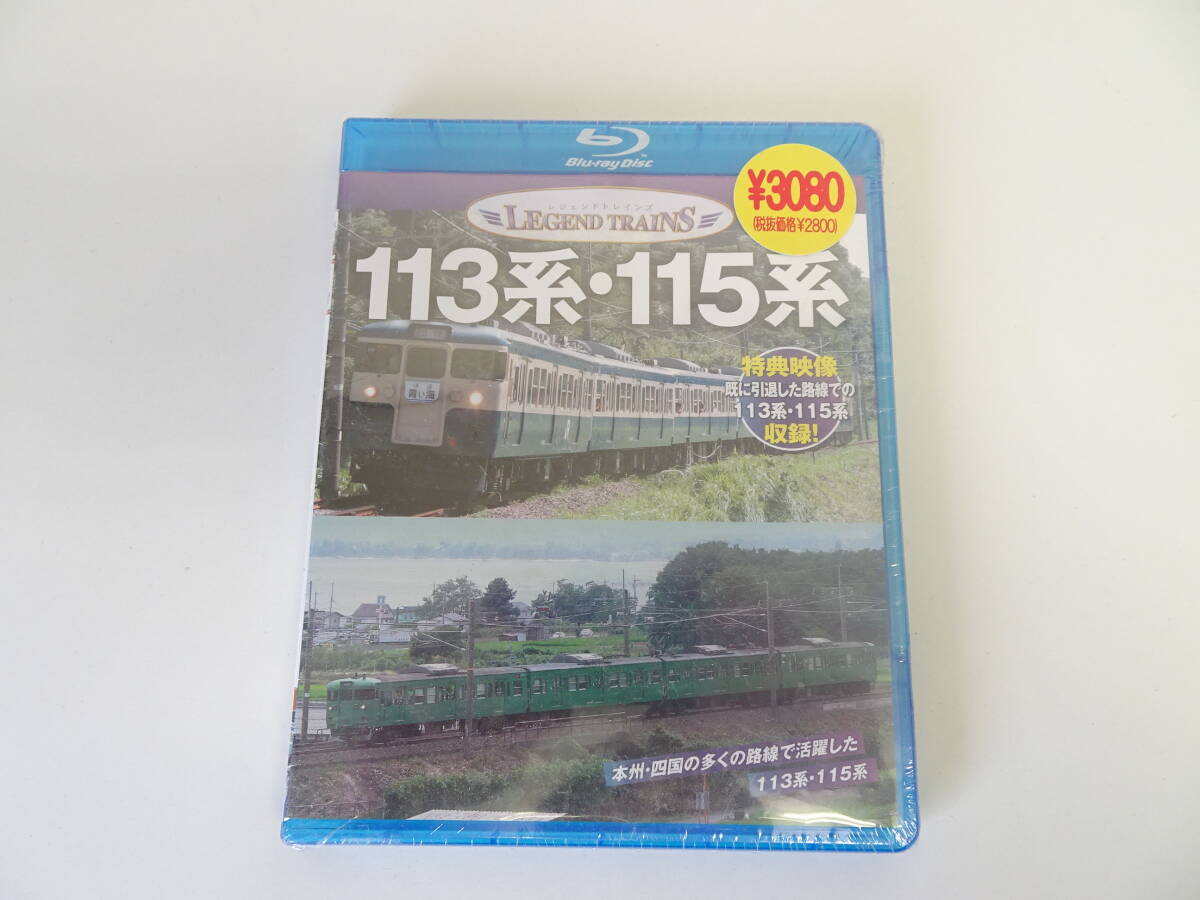 Blu-ray Disc
レジェンドトレインズ
LEGEND TRAINS
¥3080
(税抜価格¥2800)
113系・115系
特典映像
既に引退した路線での
113系・115系
収録!
青い海
本州・四国の多くの路線で活躍した
113系・115系